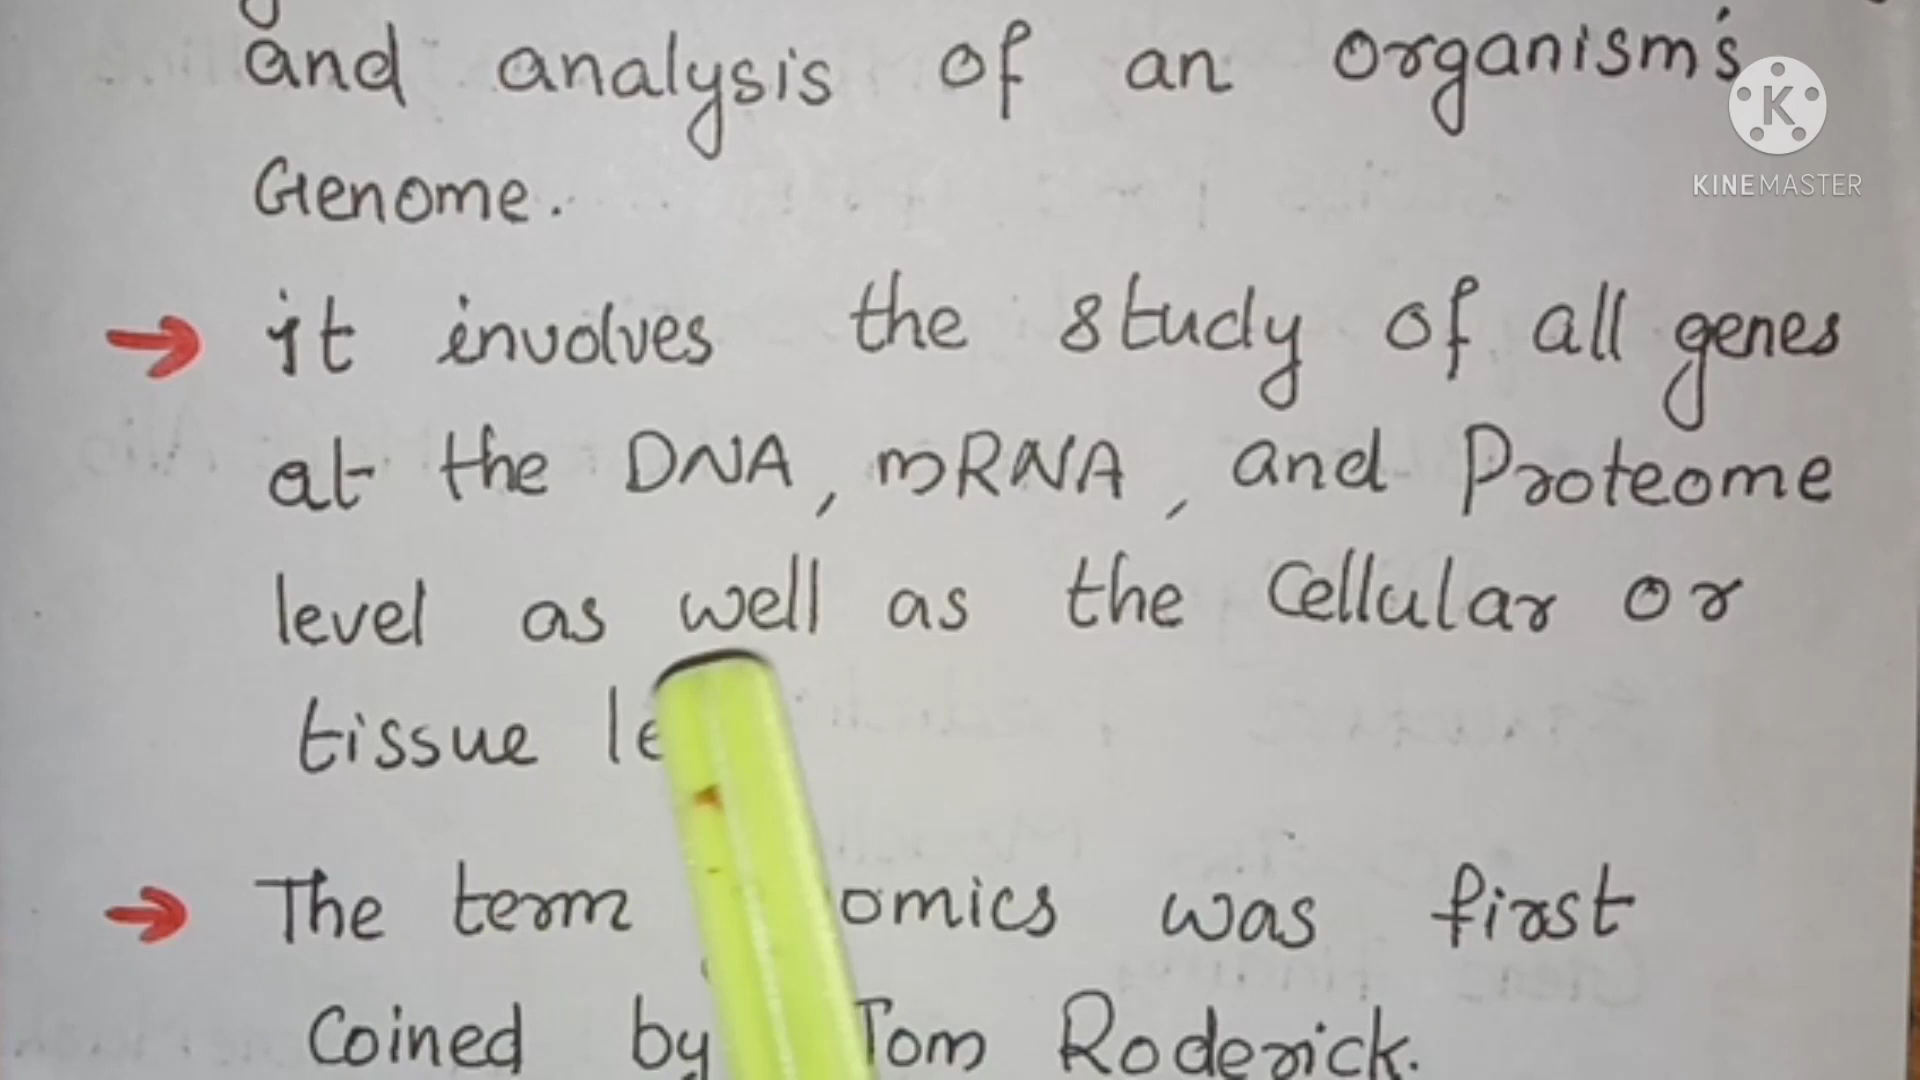 and analysis of an organism's
Genome.
→ it involves the study of all genes
at the DNA, mRNA, and Proteome
level as well as the Cellular or
tissue
→ The term was first
Coined by Tom Roderick.
KINEMASTER